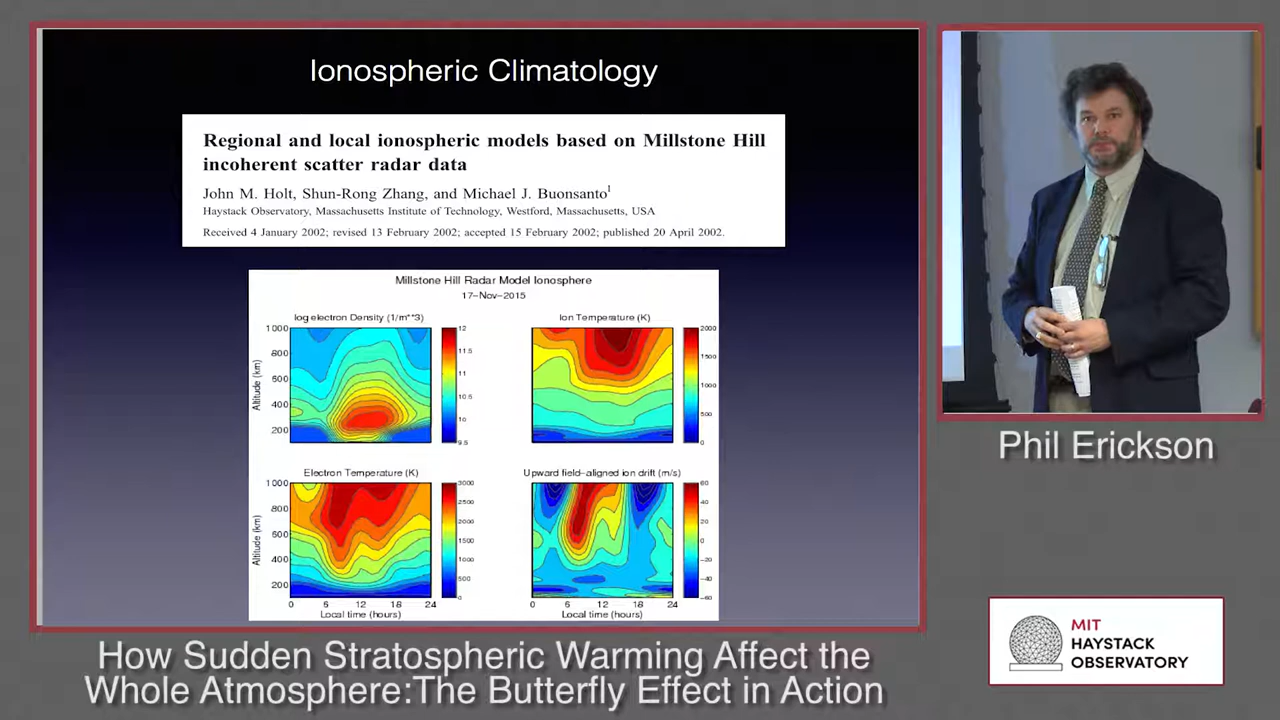 Ionospheric Climatology
Regional and local ionospheric models based on Millstone Hill
incoherent scatter radar data
John M. Holt, Shun-Rong Zhang, and Michael J. Buonsanto1
Haystack Observatory, Massachusetts Institute of Technology, Westford, Massachusetts, USA
Received 4 January 2002; revised 13 February 2002; accepted 15 February 2002; published 20 April 2002.
Millstone Hill Radar Model Ionosphere
17-Nov-2015
log electron Density (1/m**3)
1000
800
600
400
200
Altitude (km)
12
11.5
11
10.5
10
9.5
Ion Temperature (K)
2000
1500
1000
500
0
Electron Temperature (K)
1000
800
600
400
200
Altitude (km)
3000
2500
2000
1500
1000
500
0
0 6 12 18 24
Local time (hours)
Upward field-aligned ion drift (m/s)
60
40
20
0
-20
-40
-60
0 6 12 18 24
Local time (hours)
Phil Erickson
MIT
HAYSTACK
OBSERVATORY
How Sudden Stratospheric Warming Affect the
Whole Atmosphere:The Butterfly Effect in Action